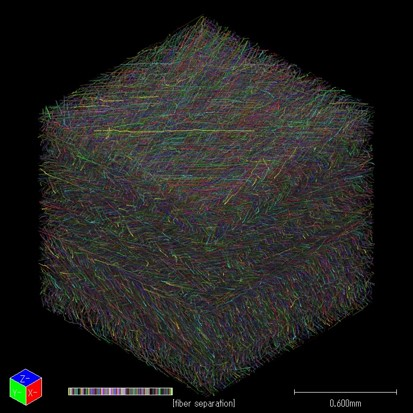 Z-
Y-
X-
[fiber separation]
0.600mm